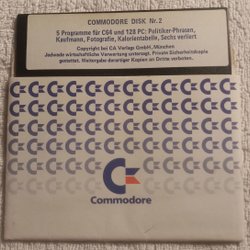 COMMODORE DISK Nr. 2
5 Programme für C64 und 128 PC: Politiker-Phrasen,
Kaufmann, Fotografie, Kalorientabelle, Sechs verliert
Copyright bei CA Verlags GmbH, München
Jedwede wirtschaftliche Verwertung untersagt. Private Sicherheitskopie
gestattet. Weitergabe derartiger Kopien an Dritte verboten.
Commodore